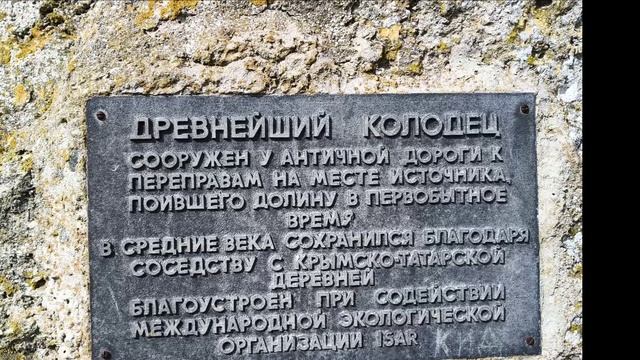 ДРЕВНЕЙШИЙ КОЛОДЕЦ
СООРУЖЕН У АНТИЧНОЙ ДОРОГИ К
ПЕРЕПРАВАМ НА МЕСТЕ ИСТОЧНИКА,
ПОИВШЕГО ДОЛИНУ В ПЕРВОБЫТНОЕ
ВРЕМЯ
В СРЕДНИЕ ВЕКА СОХРАНИЛСЯ БЛАГОДАРЯ
СОСЕДСТВУ С КРЫМСКО-ТАТАРСКОЙ
ДЕРЕВНЕЙ
БЛАГОУСТРОЕН ПРИ СОДЕЙСТВИИ
МЕЖДУНАРОДНОЙ ЭКОЛОГИЧЕСКОЙ
ОРГАНИЗАЦИИ ISAR